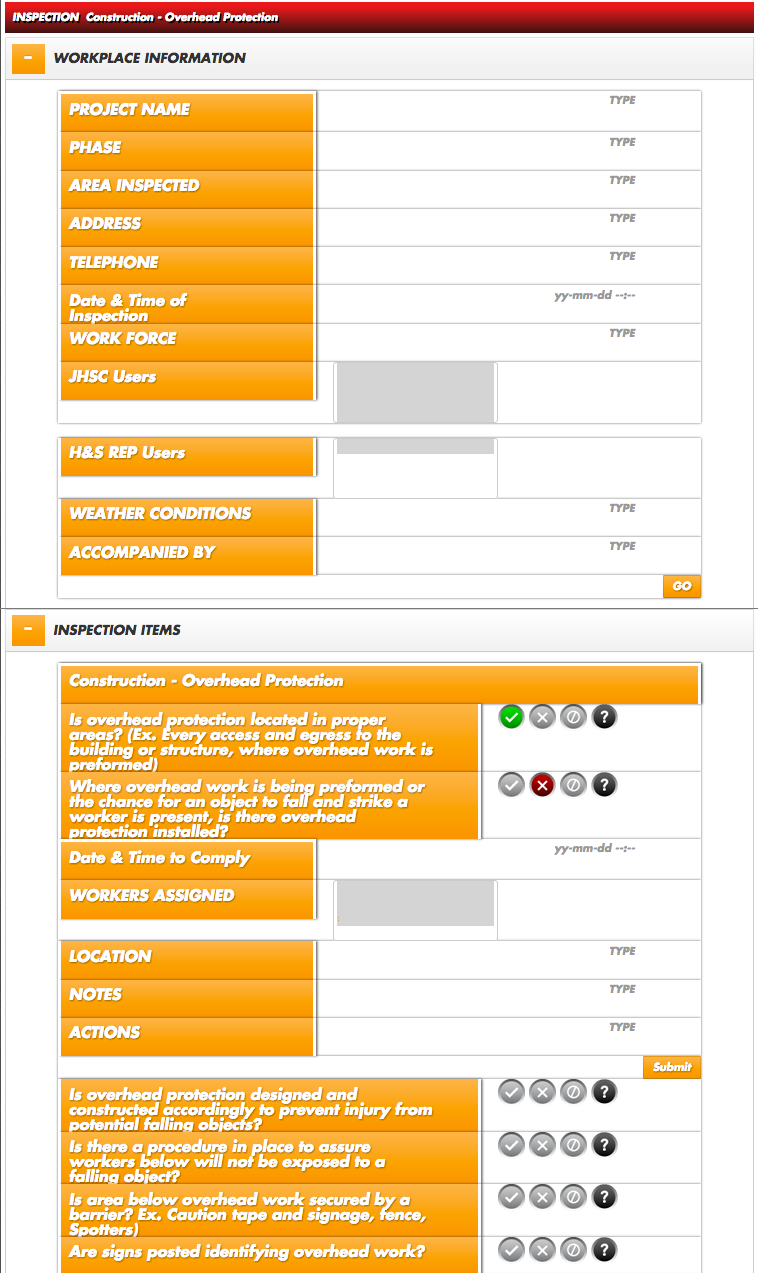 INSPECTION Construction - Overhead Protection
- WORKPLACE INFORMATION
PROJECT NAME TYPE
PHASE TYPE
AREA INSPECTED TYPE
ADDRESS TYPE
TELEPHONE TYPE
Date & Time of yy-mm-dd --:--
Inspection
WORK FORCE TYPE
JHSC Users
H&S REP Users
WEATHER CONDITIONS TYPE
ACCOMPANIED BY TYPE
GO
- INSPECTION ITEMS
Construction - Overhead Protection
Is overhead protection located in proper ?
areas? (Ex. Every access and egress to the
building or structure, where overhead work is
preformed)
Where overhead work is being preformed or ?
the chance for an object to fall and strike a
worker is present, is there overhead
protection installed?
Date & Time to Comply yy-mm-dd --:--
WORKERS ASSIGNED
LOCATION TYPE
NOTES TYPE
ACTIONS TYPE
Submit
Is overhead protection designed and ?
constructed accordingly to prevent injury from
potential falling objects?
Is there a procedure in place to assure ?
workers below will not be exposed to a
falling object?
Is area below overhead work secured by a ?
barrier? Ex. Caution tape and signage, fence,
Spotters)
Are signs posted identifying overhead work? ?